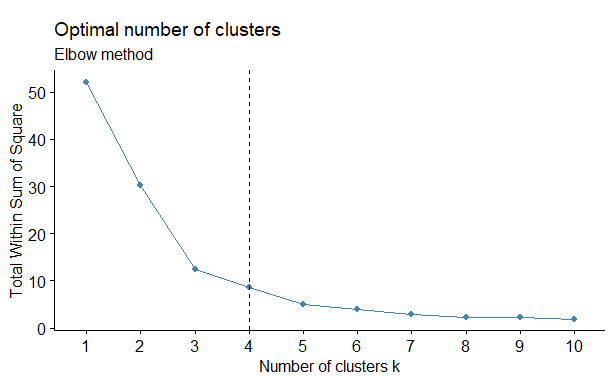 Optimal number of clusters
Elbow method
Total Within Sum of Square
50
40
30
20
10
0
1 2 3 4 5 6 7 8 9 10
Number of clusters k